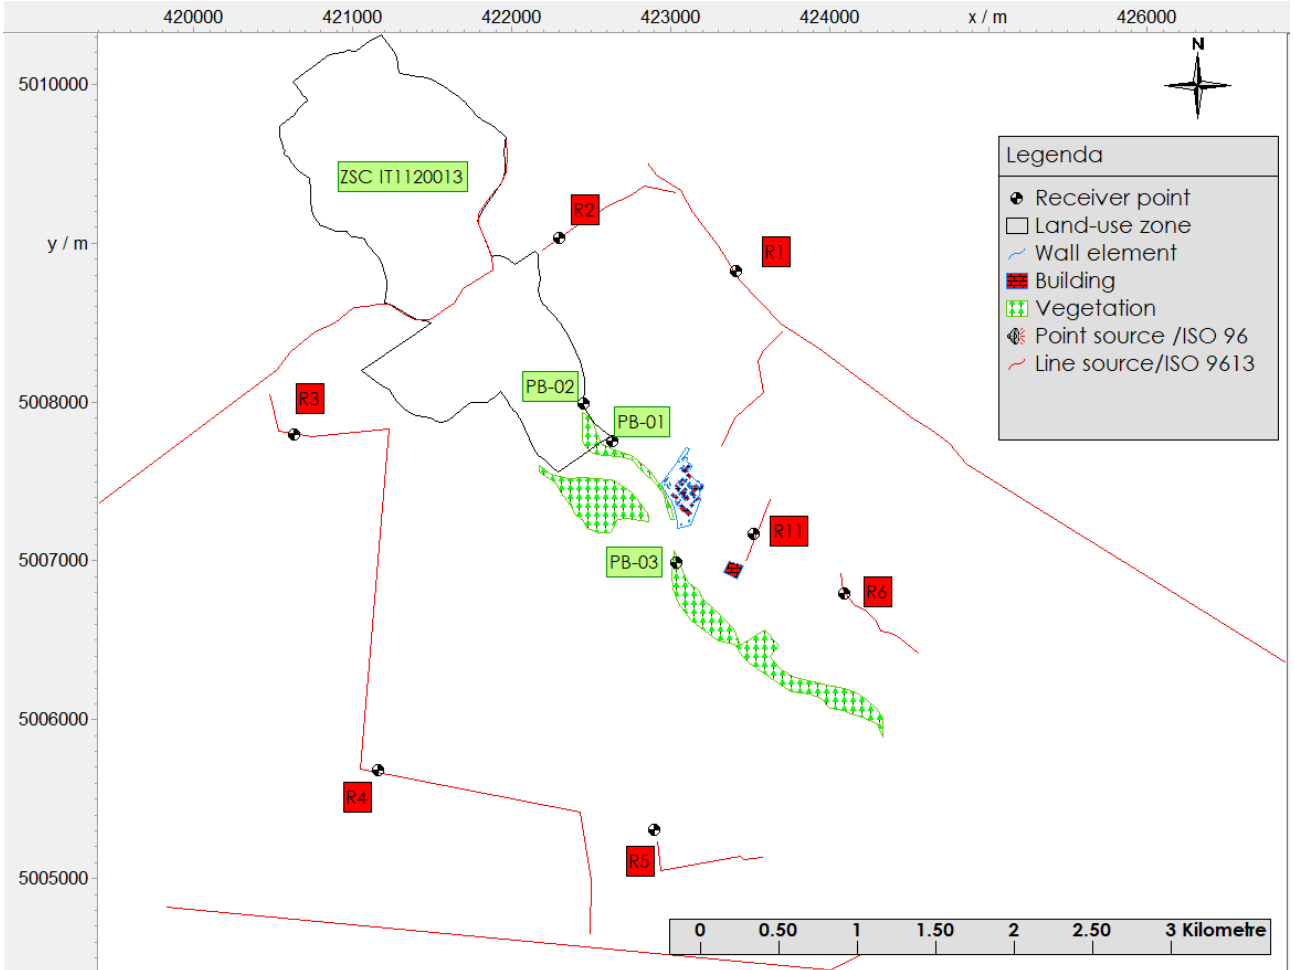 420000 421000 422000 423000 424000 x / m 426000
5010000
y / m
5008000
5007000
5006000
5005000
N
ZSC IT1120013
R2
R1
R3
PB-02
PB-01
R11
PB-03
R6
R4
R5
Legenda
Receiver point
Land-use zone
Wall element
Building
Vegetation
Point source /ISO 96
Line source/ISO 9613
0 0.50 1 1.50 2 2.50 3 Kilometre